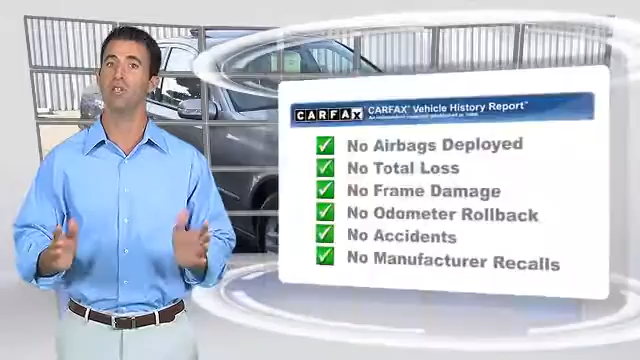 CARFAX CARFAX Vehicle History Report™
No Airbags Deployed
No Total Loss
No Frame Damage
No Odometer Rollback
No Accidents
No Manufacturer Recalls